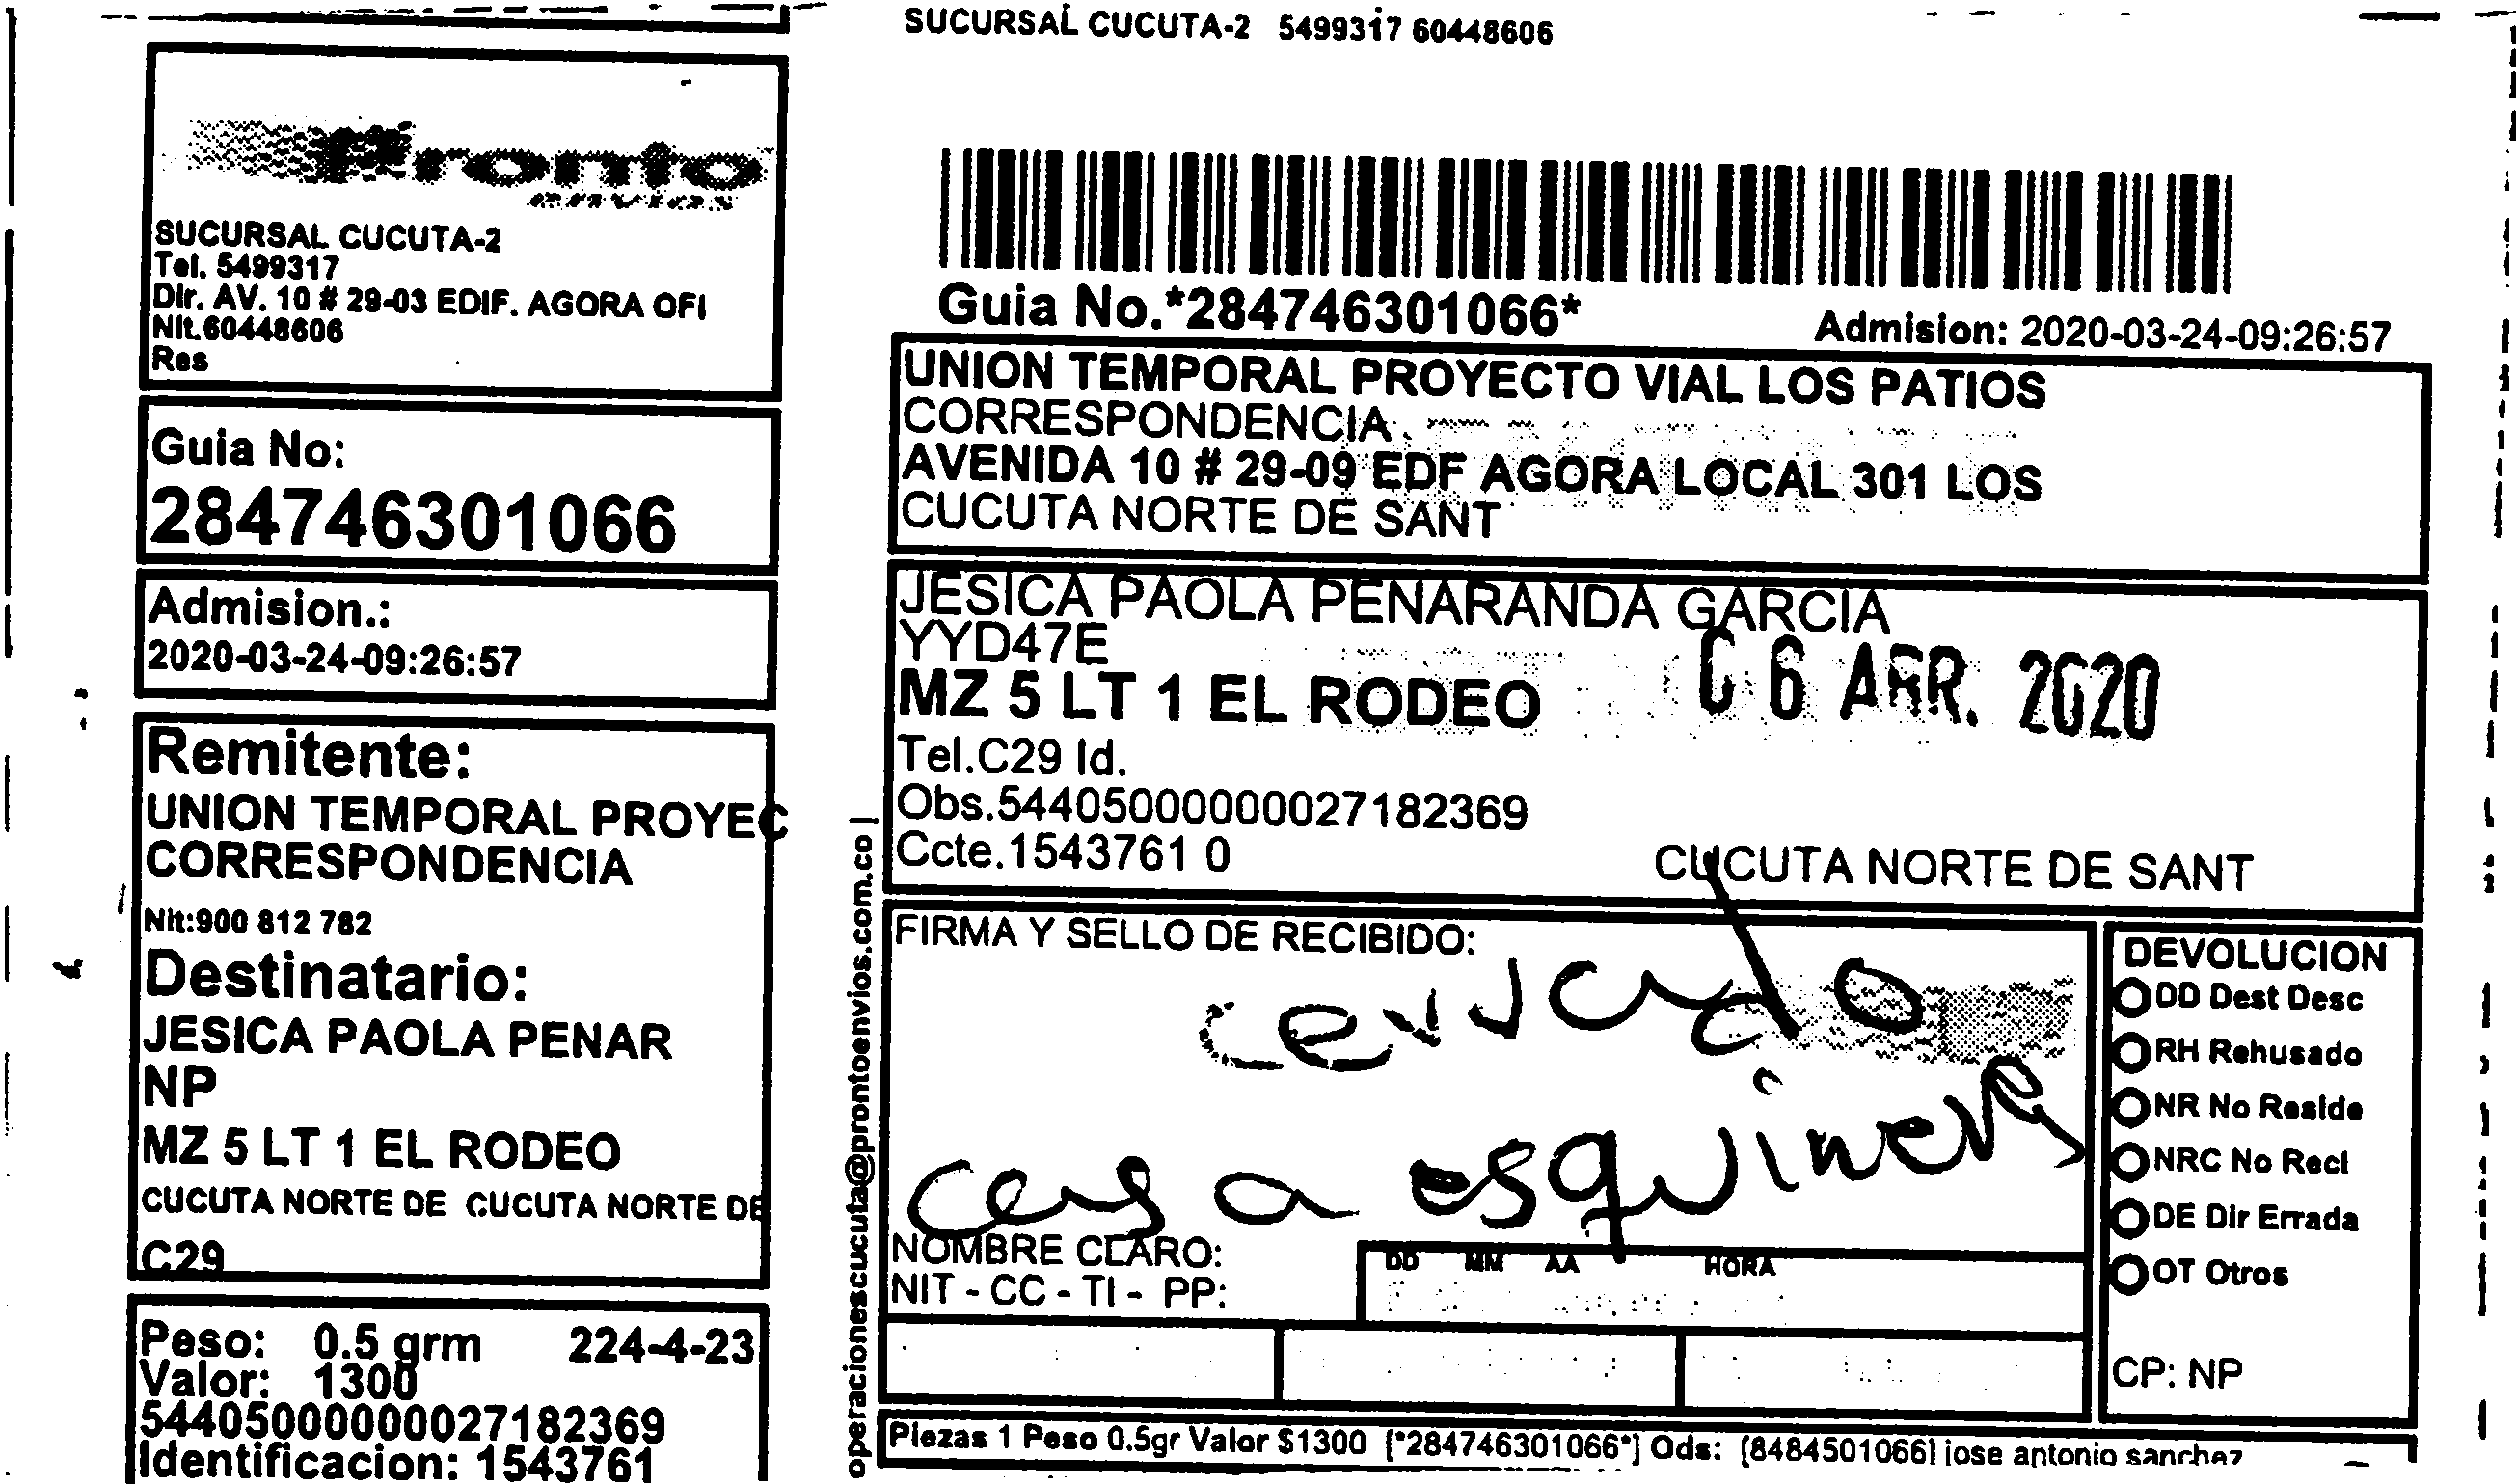 SUCURSAL CUCUTA-2 5499317 60448606
Pronto
envios
SUCURSAL CUCUTA-2
Tel. 5499317
Dir. AV. 10 # 29-03 EDIF. AGORA OFI
Nit.60448606
Res
Guia No:
284746301066
Admision.:
2020-03-24-09:26:57
Remitente:
UNION TEMPORAL PROYEC
CORRESPONDENCIA
Nit:900 812 782
Destinatario:
JESICA PAOLA PENAR
NP
MZ 5 LT 1 EL RODEO
CUCUTA NORTE DE CUCUTA NORTE DE
C29
Peso: 0.5 grm 224-4-23
Valor: 1300
544050000000027182369
Identificacion: 1543761
Guia No.*284746301066*
Admision: 2020-03-24-09:26:57
UNION TEMPORAL PROYECTO VIAL LOS PATIOS
CORRESPONDENCIA
AVENIDA 10 # 29-09 EDF AGORA LOCAL 301 LOS
CUCUTA NORTE DE SANT
JESICA PAOLA PENARANDA GARCIA
YYD47E
MZ 5 LT 1 EL RODEO
06 ABR. 2020
Tel.C29 Id.
Obs.544050000000027182369
Ccte.1543761 0
CUCUTA NORTE DE SANT
operacionescucuta@prontoenvios.com.co |
FIRMA Y SELLO DE RECIBIDO:
cerrado
casa esquinera
NOMBRE CLARO:
NIT - CC - TI - PP:
DD MM AA HORA
DEVOLUCION
DD Dest Desc
RH Rehusado
NR No Reside
NRC No Recl
DE Dir Errada
OT Otros
CP: NP
Piezas 1 Peso 0.5gr Valor $1300 [*284746301066*] Ods: [8484501066] jose antonio sanchez